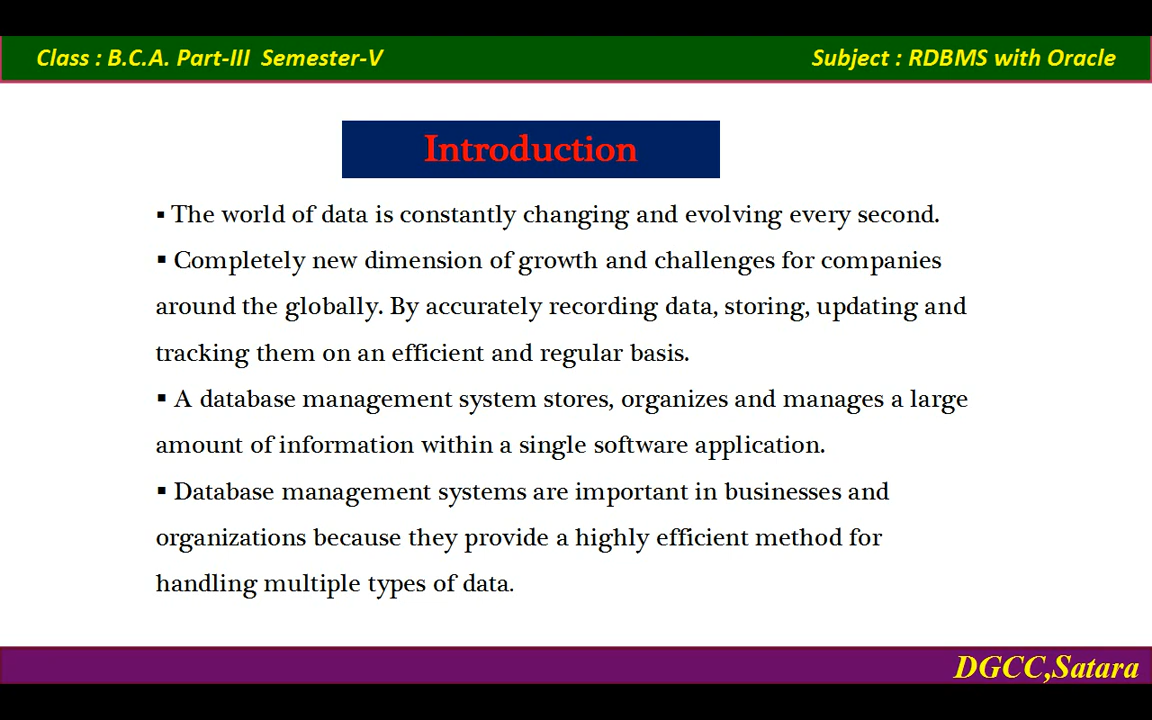 Class : B.C.A. Part-III Semester-V
Subject : RDBMS with Oracle
Introduction
▪ The world of data is constantly changing and evolving every second.
▪ Completely new dimension of growth and challenges for companies
around the globally. By accurately recording data, storing, updating and
tracking them on an efficient and regular basis.
▪ A database management system stores, organizes and manages a large
amount of information within a single software application.
▪ Database management systems are important in businesses and
organizations because they provide a highly efficient method for
handling multiple types of data.
DGCC,Satara